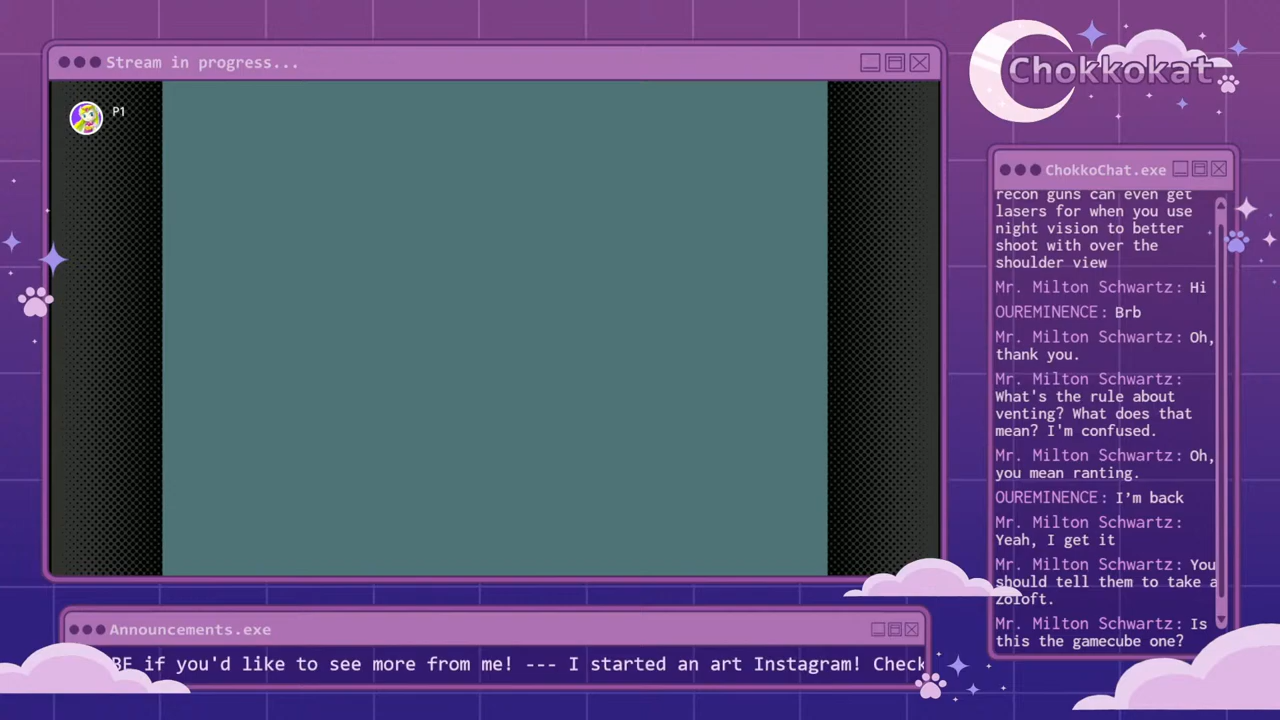 Stream in progress...
Chokkokat
P1
ChokkoChat.exe
recon guns can even get
lasers for when you use
night vision to better
shoot with over the
shoulder view
Mr. Milton Schwartz: Hi
OUREMINENCE: Brb
Mr. Milton Schwartz: Oh,
thank you.
Mr. Milton Schwartz:
What's the rule about
venting? What does that
mean? I'm confused.
Mr. Milton Schwartz: Oh,
you mean ranting.
OUREMINENCE: I’m back
Mr. Milton Schwartz:
Yeah, I get it
Mr. Milton Schwartz: You
should tell them to take a
Zoloft.
Mr. Milton Schwartz: Is
this the gamecube one?
Announcements.exe
if you'd like to see more from me! --- I started an art Instagram! Check